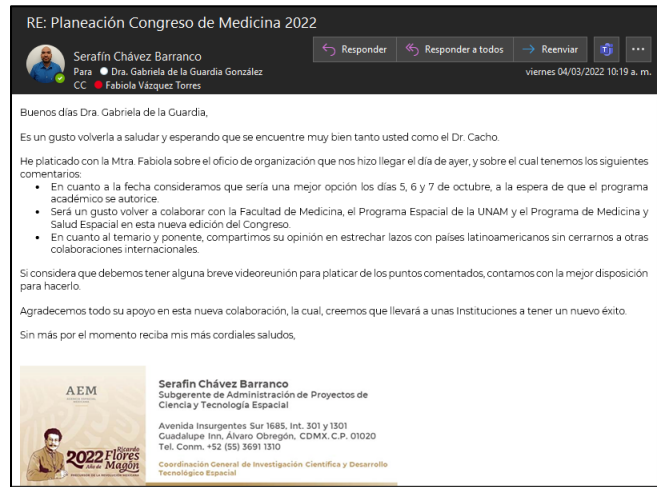 RE: Planeación Congreso de Medicina 2022
Serafín Chávez Barranco
Para Dra. Gabriela de la Guardia González
CC Fabiola Vázquez Torres
Responder
Responder a todos
Reenviar
viernes 04/03/2022 10:19 a. m.
Buenos días Dra. Gabriela de la Guardia,
Es un gusto volverla a saludar y esperando que se encuentre muy bien tanto usted como el Dr. Cacho.
He platicado con la Mtra. Fabiola sobre el oficio de organización que nos hizo llegar el día de ayer, y sobre el cual tenemos los siguientes
comentarios:
• En cuanto a la fecha consideramos que sería una mejor opción los días 5, 6 y 7 de octubre, a la espera de que el programa
académico se autorice.
• Será un gusto volver a colaborar con la Facultad de Medicina, el Programa Espacial de la UNAM y el Programa de Medicina y
Salud Espacial en esta nueva edición del Congreso.
• En cuanto al temario y ponente, compartimos su opinión en estrechar lazos con países latinoamericanos sin cerrarnos a otras
colaboraciones internacionales.
Si considera que debemos tener alguna breve videoreunión para platicar de los puntos comentados, contamos con la mejor disposición
para hacerlo.
Agradecemos todo su apoyo en esta nueva colaboración, la cual, creemos que llevará a unas Instituciones a tener un nuevo éxito.
Sin más por el momento reciba mis más cordiales saludos,
AEM
2022 Ricardo
Flores
Año de Magón
Serafin Chávez Barranco
Subgerente de Administración de Proyectos de
Ciencia y Tecnología Espacial
Avenida Insurgentes Sur 1685, Int. 301 y 1301
Guadalupe Inn, Álvaro Obregón, CDMX. C.P. 01020
Tel. Conm. +52 (55) 3691 1310
Coordinación General de Investigación Científica y Desarrollo
Tecnológico Espacial